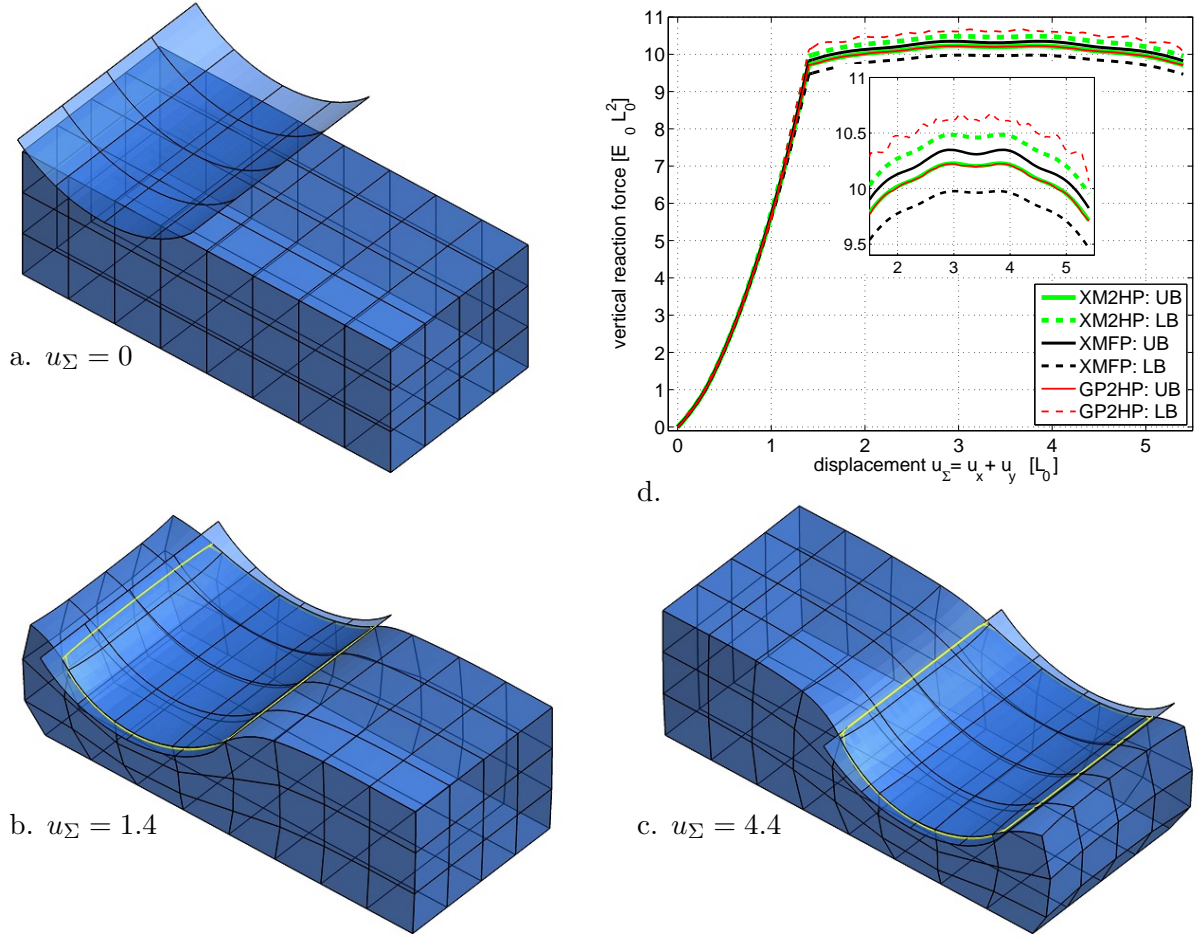 a. u_Σ = 0
11
10
9
8
7
6
5
4
3
2
1
0
vertical reaction force [E_0 L_0^2]
11
10.5
10
9.5
2 3 4 5
XM2HP: UB
XM2HP: LB
XMFP: UB
XMFP: LB
GP2HP: UB
GP2HP: LB
0 1 2 3 4 5
displacement u_Σ= u_x + u_y [L_0]
d.
b. u_Σ = 1.4
c. u_Σ = 4.4